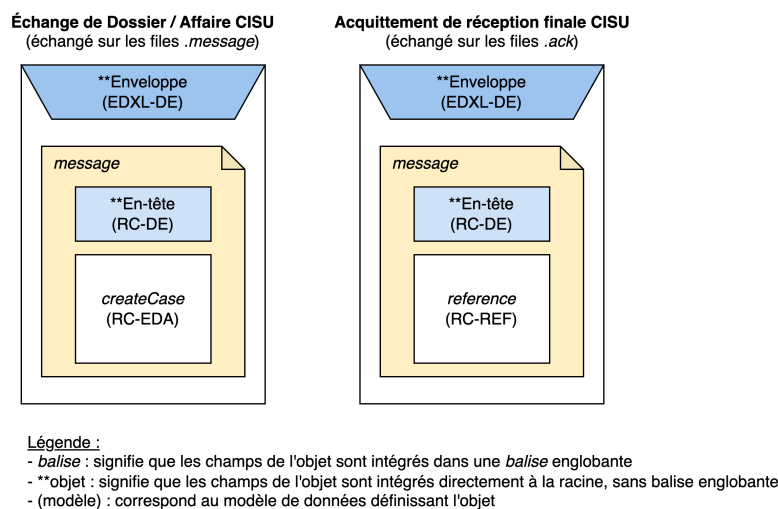 Échange de Dossier / Affaire CISU
(échangé sur les files .message)
**Enveloppe
(EDXL-DE)
message
**En-tête
(RC-DE)
createCase
(RC-EDA)
Acquittement de réception finale CISU
(échangé sur les files .ack)
**Enveloppe
(EDXL-DE)
message
**En-tête
(RC-DE)
reference
(RC-REF)
Légende :
- balise : signifie que les champs de l'objet sont intégrés dans une balise englobante
- **objet : signifie que les champs de l'objet sont intégrés directement à la racine, sans balise englobante
- (modèle) : correspond au modèle de données définissant l'objet